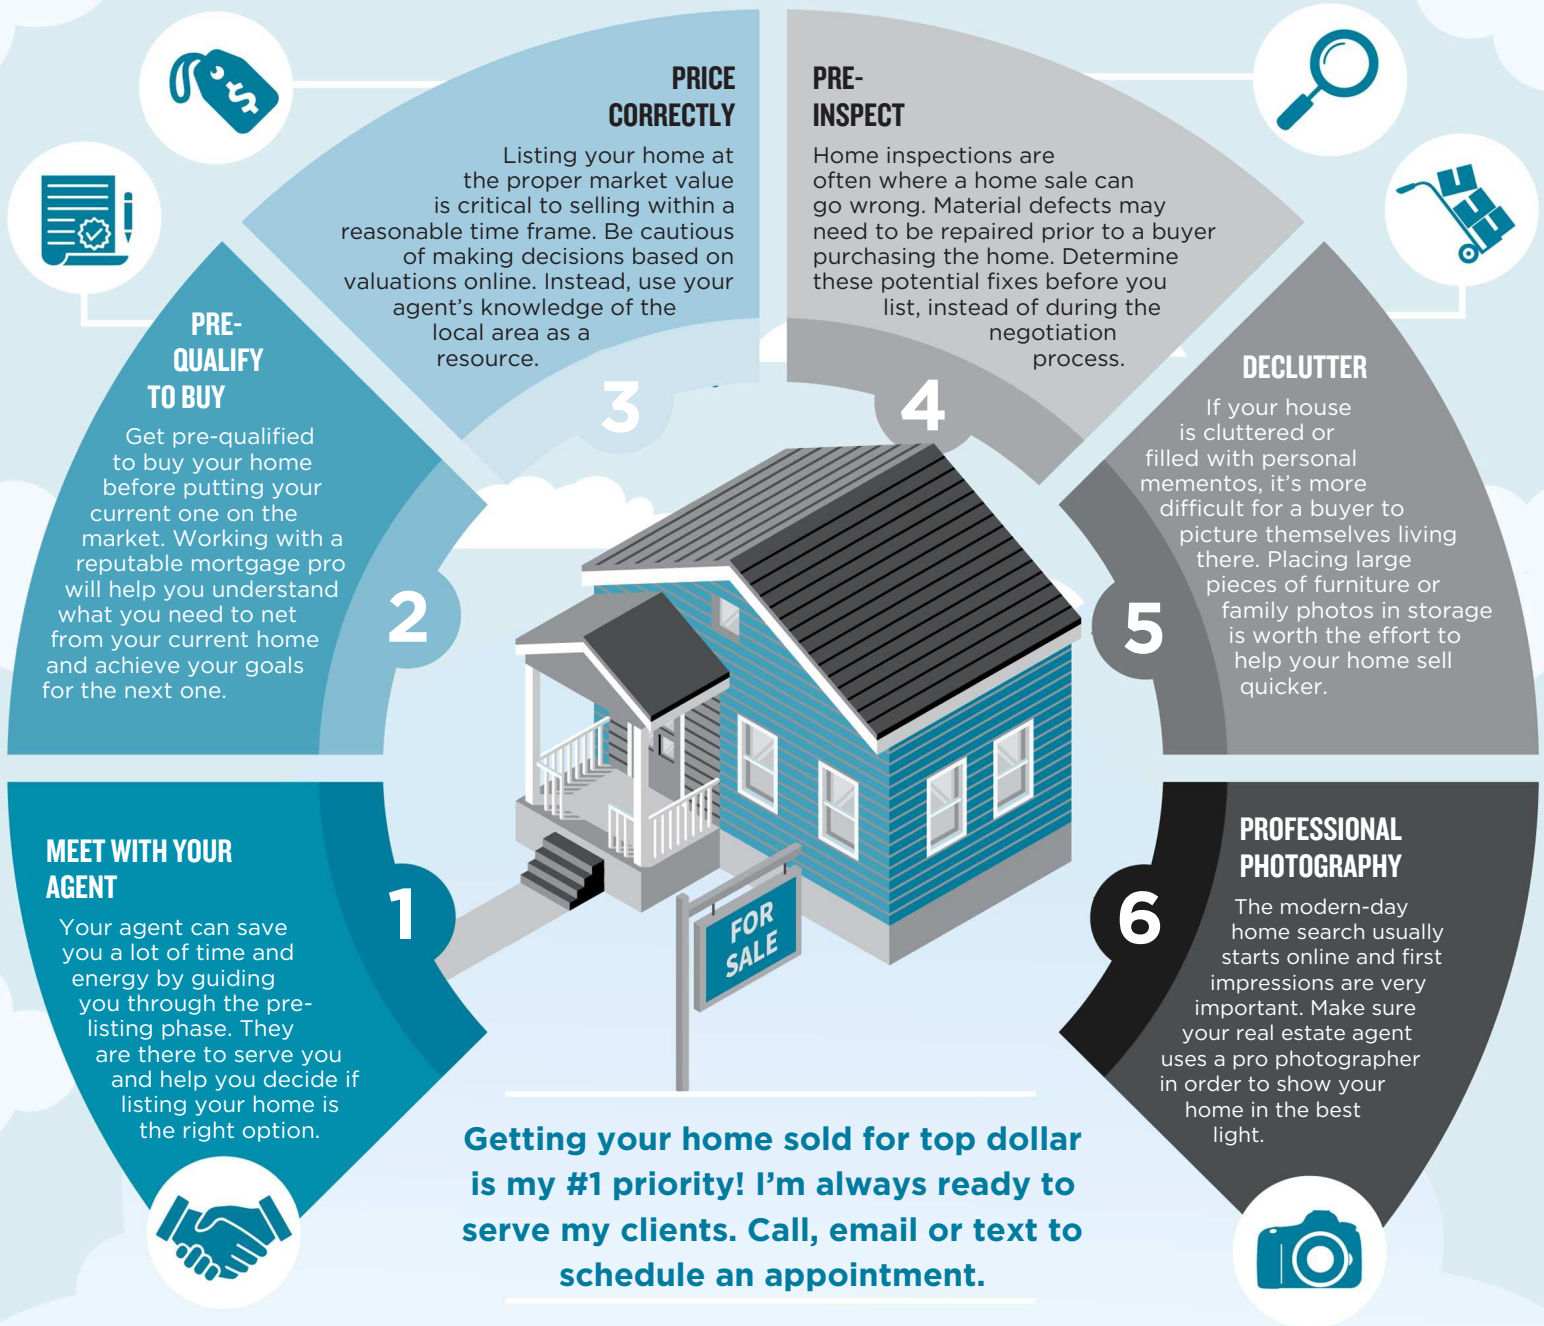 MEET WITH YOUR
AGENT
Your agent can save
you a lot of time and
energy by guiding
you through the pre-
listing phase. They
are there to serve you
and help you decide if
listing your home is
the right option.
1
PRE-
QUALIFY
TO BUY
Get pre-qualified
to buy your home
before putting your
current one on the
market. Working with a
reputable mortgage pro
will help you understand
what you need to net
from your current home
and achieve your goals
for the next one.
2
PRICE
CORRECTLY
Listing your home at
the proper market value
is critical to selling within a
reasonable time frame. Be cautious
of making decisions based on
valuations online. Instead, use your
agent's knowledge of the
local area as a
resource.
3
PRE-
INSPECT
Home inspections are
often where a home sale can
go wrong. Material defects may
need to be repaired prior to a buyer
purchasing the home. Determine
these potential fixes before you
list, instead of during the
negotiation
process.
4
DECLUTTER
If your house
is cluttered or
filled with personal
mementos, it's more
difficult for a buyer to
picture themselves living
there. Placing large
pieces of furniture or
family photos in storage
is worth the effort to
help your home sell
quicker.
5
PROFESSIONAL
PHOTOGRAPHY
The modern-day
home search usually
starts online and first
impressions are very
important. Make sure
your real estate agent
uses a pro photographer
in order to show your
home in the best
light.
6
FOR
SALE
$
Getting your home sold for top dollar
is my #1 priority! I'm always ready to
serve my clients. Call, email or text to
schedule an appointment.